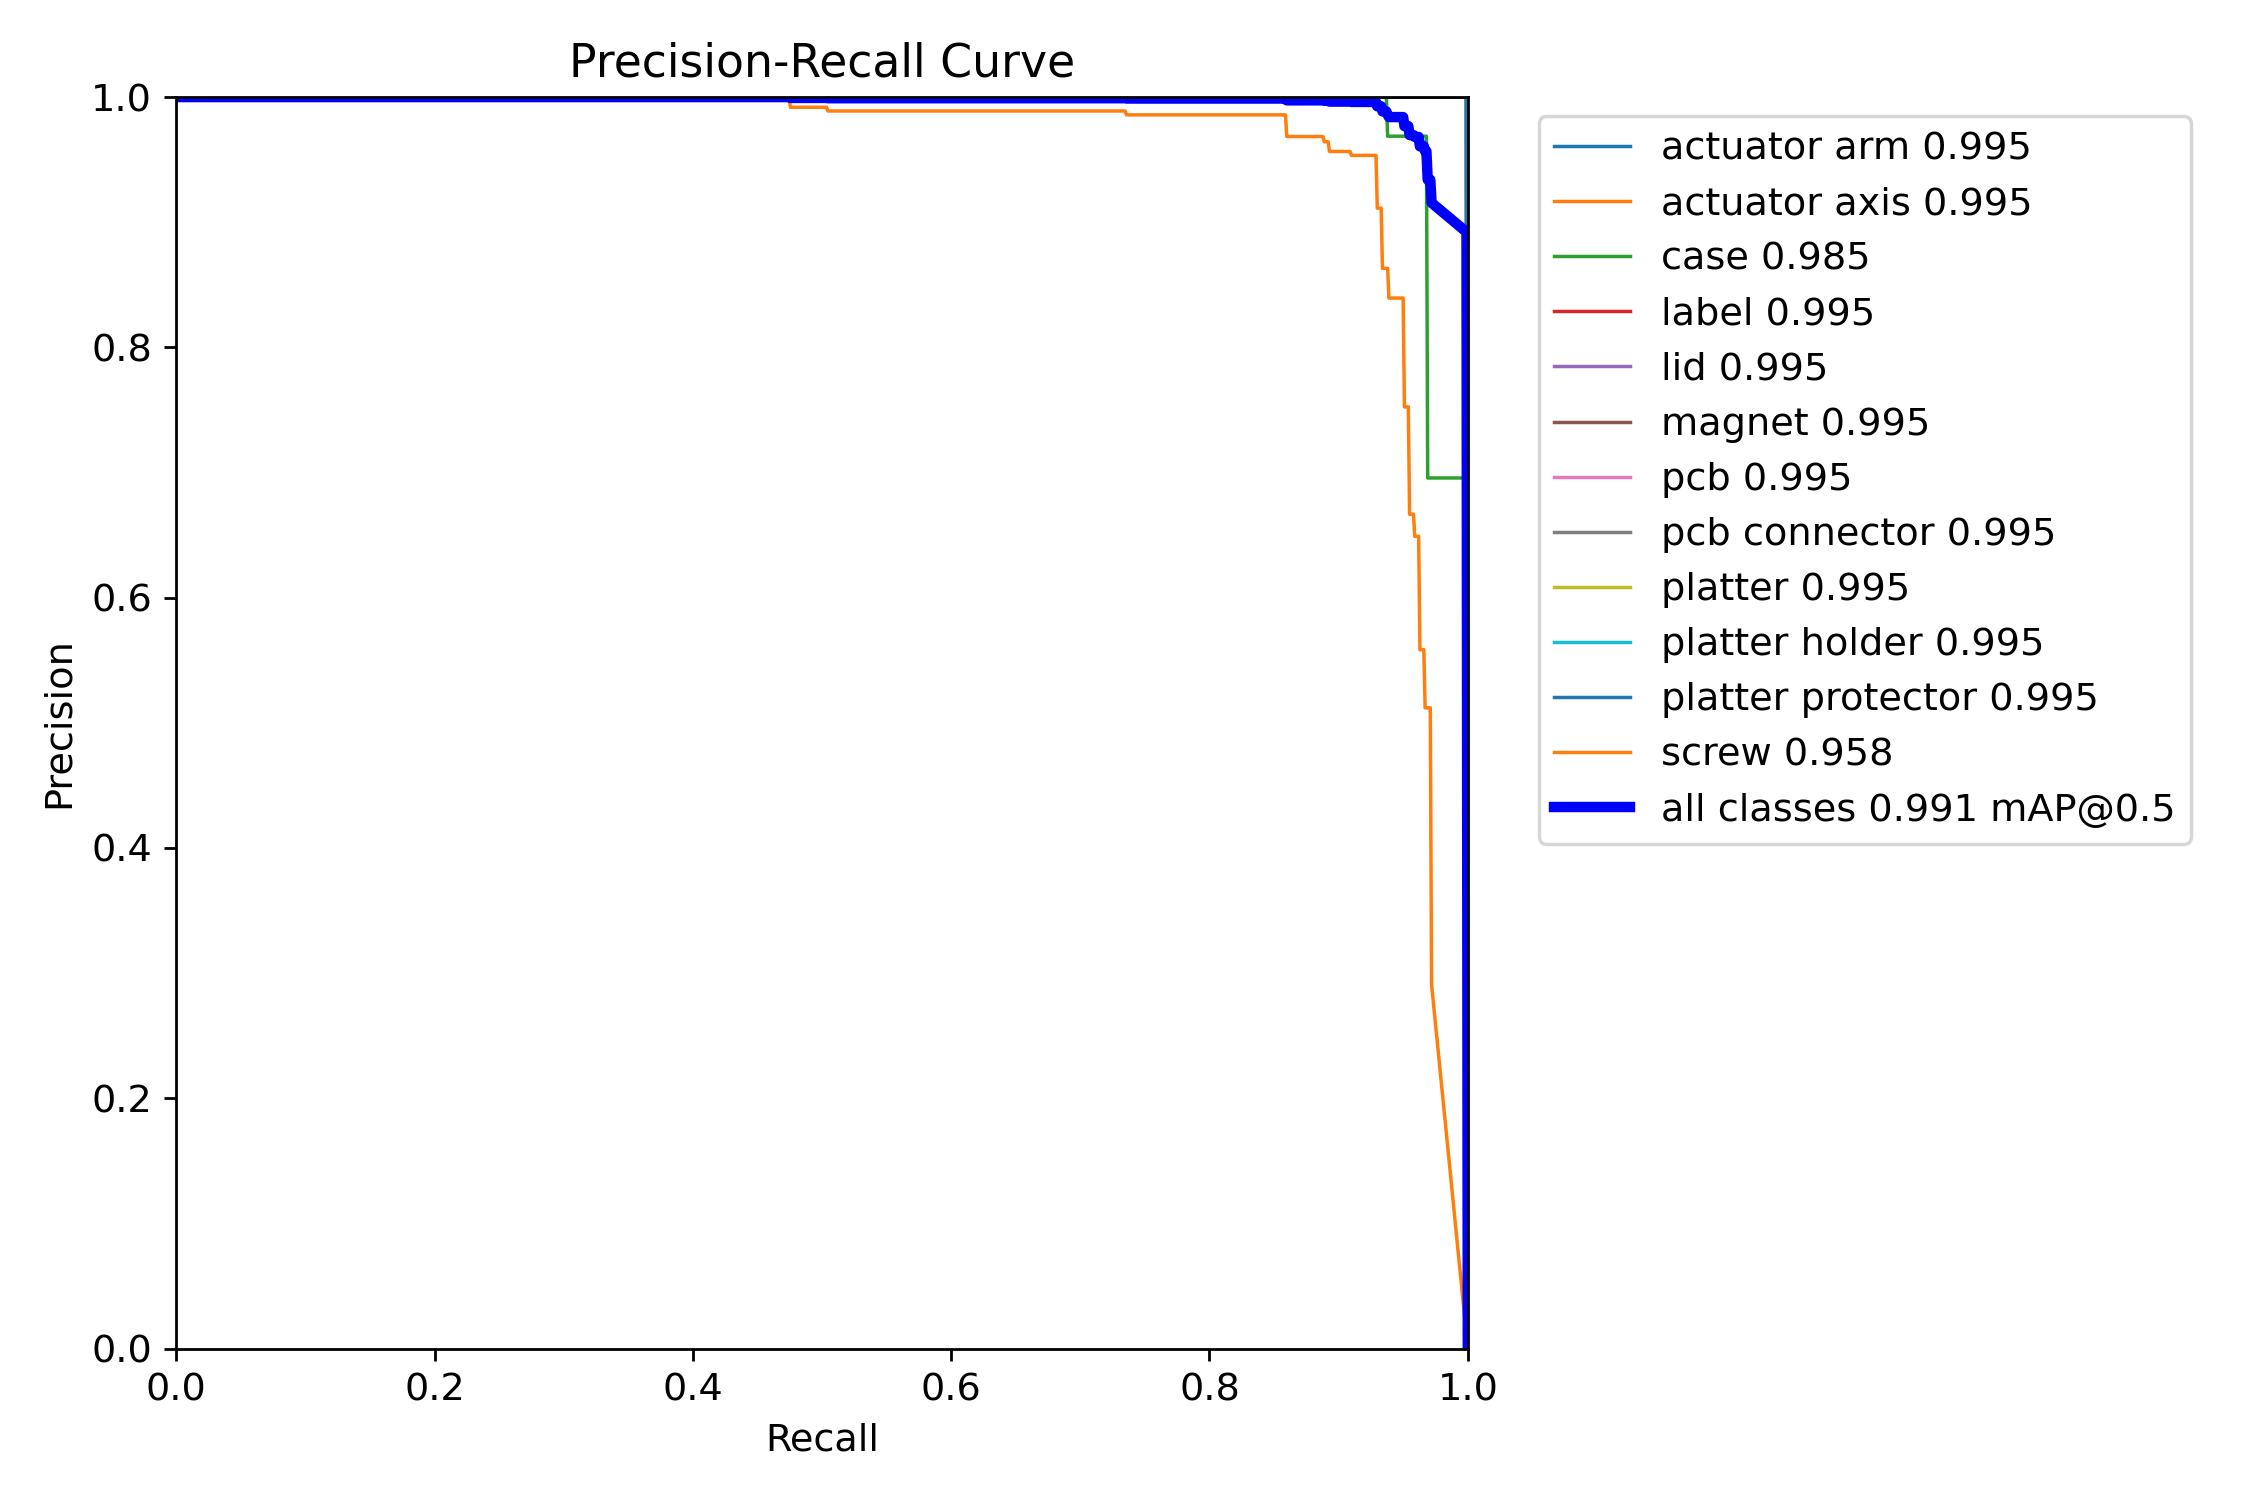 Precision-Recall Curve
1.0
0.8
0.6
0.4
0.2
0.0
Precision
0.0 0.2 0.4 0.6 0.8 1.0
Recall
actuator arm 0.995
actuator axis 0.995
case 0.985
label 0.995
lid 0.995
magnet 0.995
pcb 0.995
pcb connector 0.995
platter 0.995
platter holder 0.995
platter protector 0.995
screw 0.958
all classes 0.991 mAP@0.5